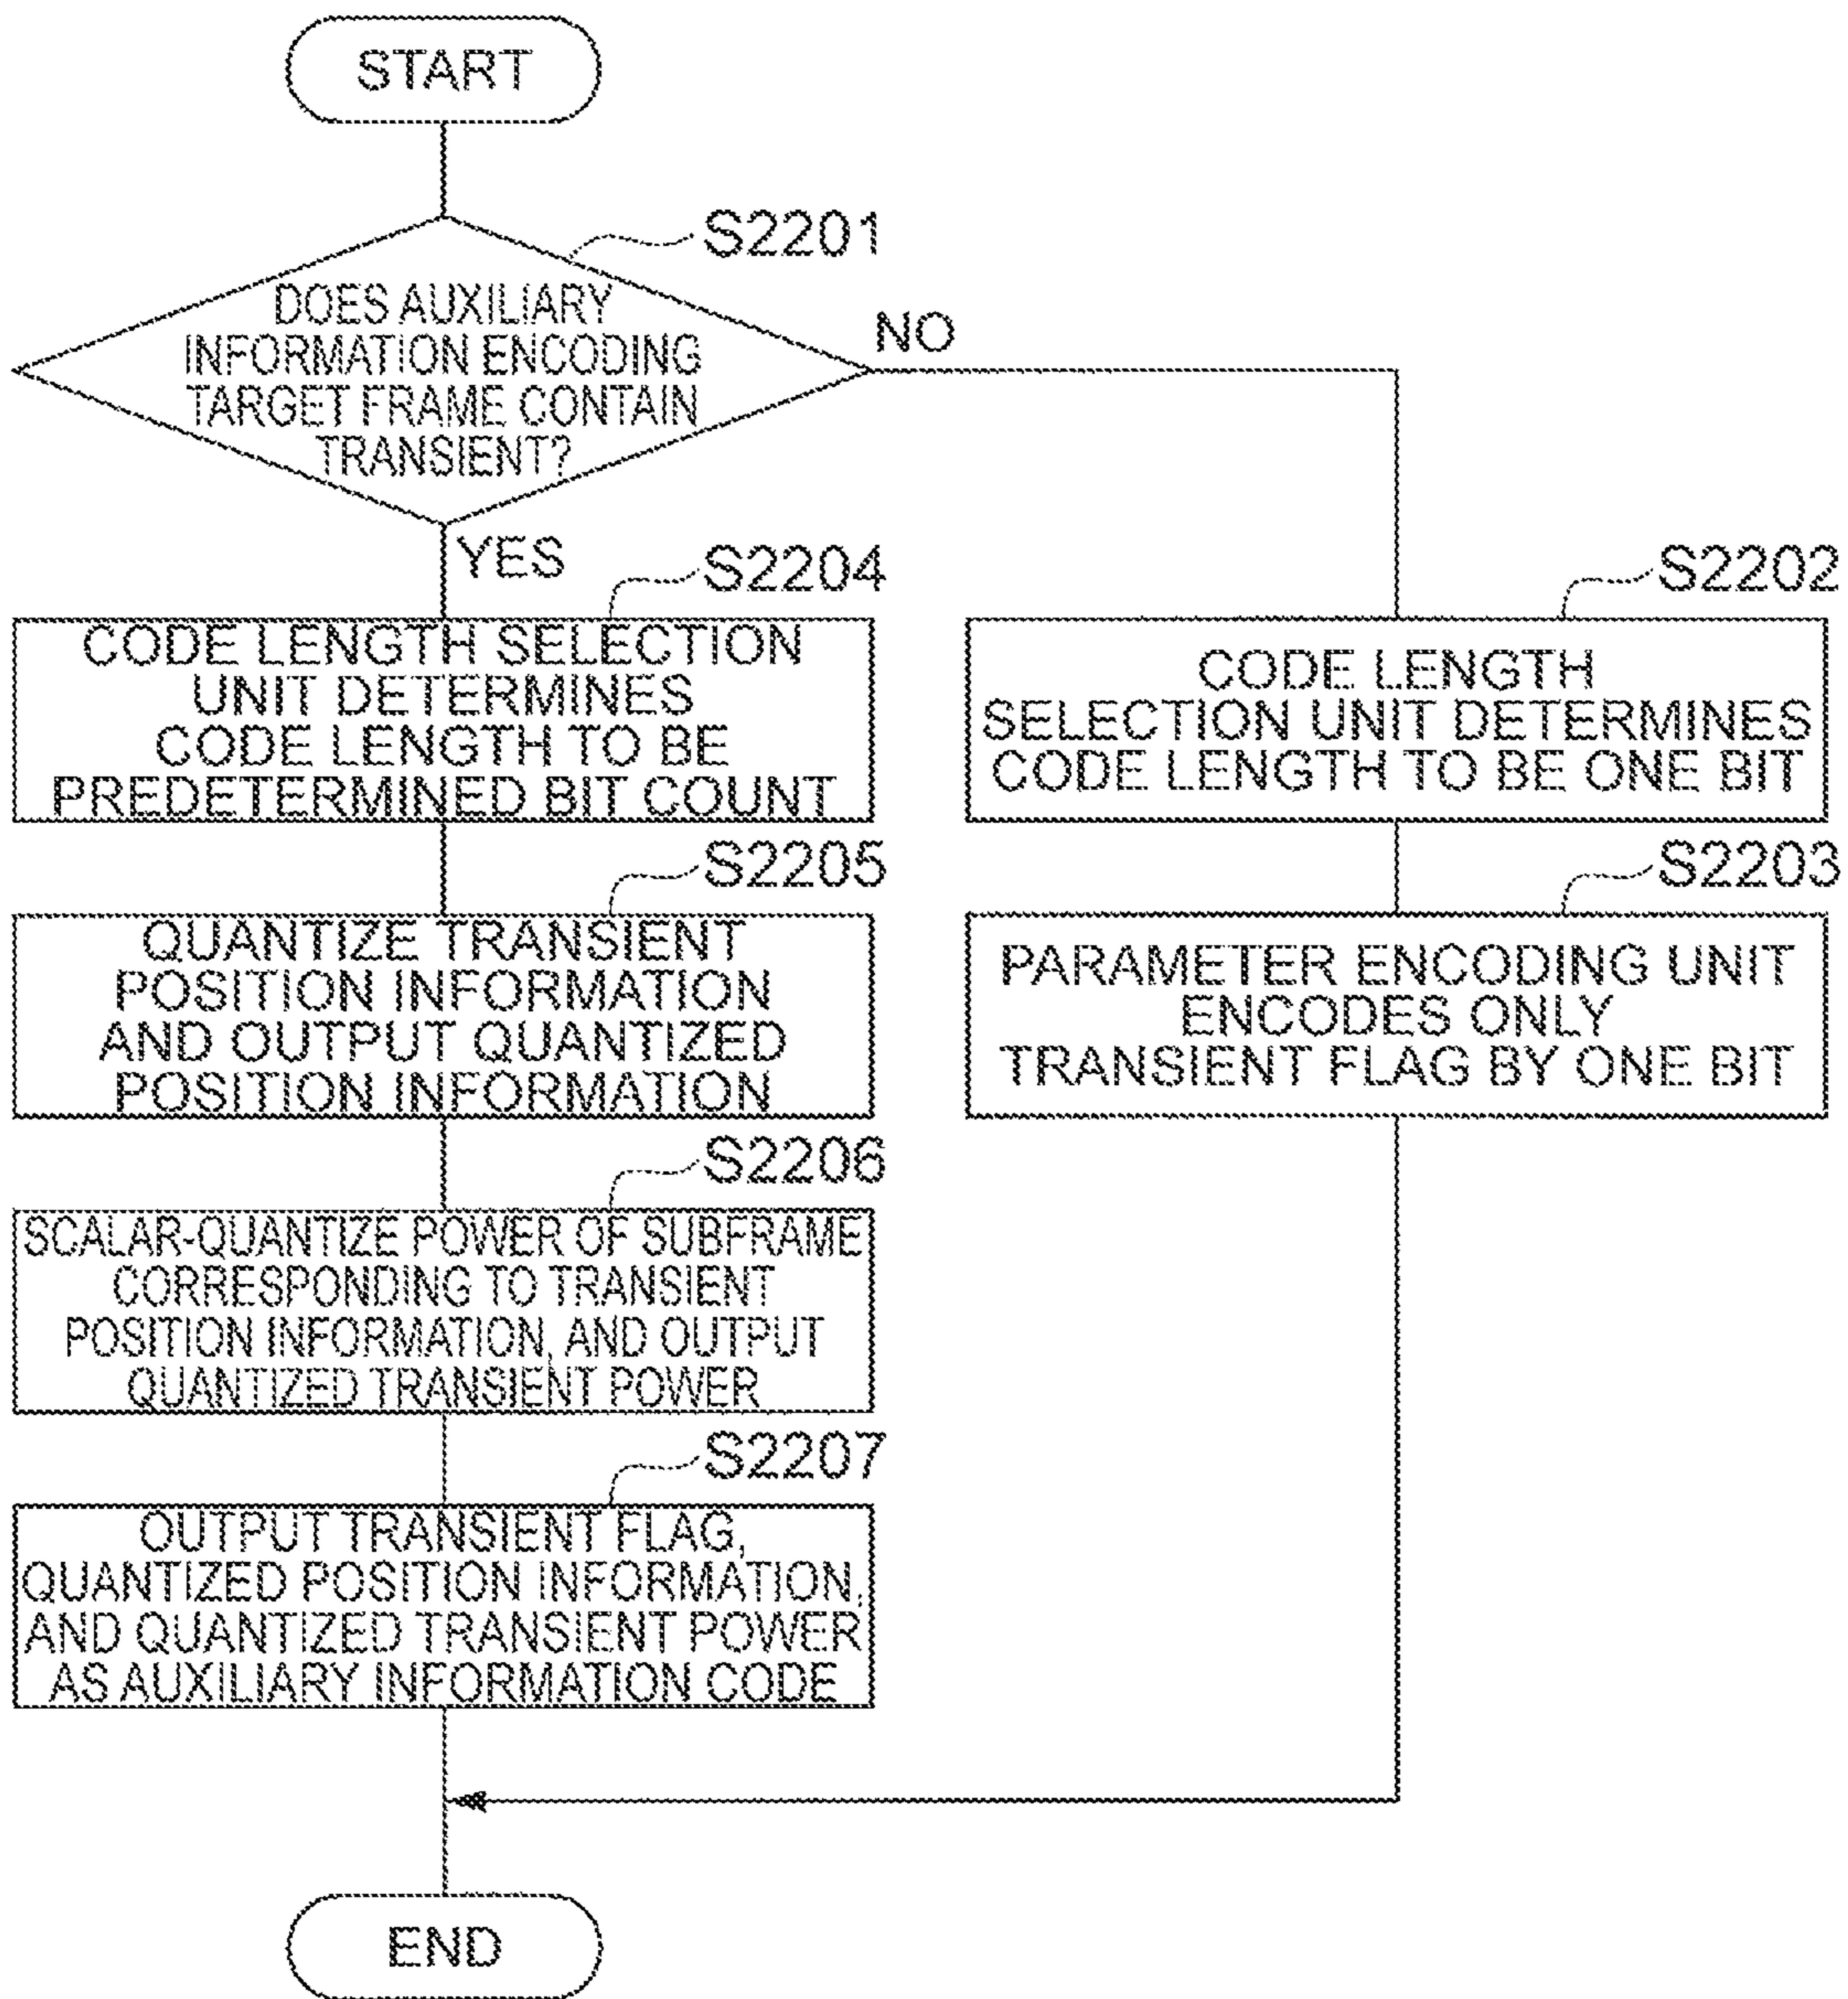 START
S2201
DOES AUXILIARY
INFORMATION ENCODING
TARGET FRAME CONTAIN
TRANSIENT?
NO
YES
S2204
CODE LENGTH SELECTION
UNIT DETERMINES
CODE LENGTH TO BE
PREDETERMINED BIT COUNT
S2202
CODE LENGTH
SELECTION UNIT DETERMINES
CODE LENGTH TO BE ONE BIT
S2205
QUANTIZE TRANSIENT
POSITION INFORMATION
AND OUTPUT QUANTIZED
POSITION INFORMATION
S2203
PARAMETER ENCODING UNIT
ENCODES ONLY
TRANSIENT FLAG BY ONE BIT
S2206
SCALAR-QUANTIZE POWER OF SUBFRAME
CORRESPONDING TO TRANSIENT
POSITION INFORMATION, AND OUTPUT
QUANTIZED TRANSIENT POWER
S2207
OUTPUT TRANSIENT FLAG,
QUANTIZED POSITION INFORMATION,
AND QUANTIZED TRANSIENT POWER
AS AUXILIARY INFORMATION CODE
END